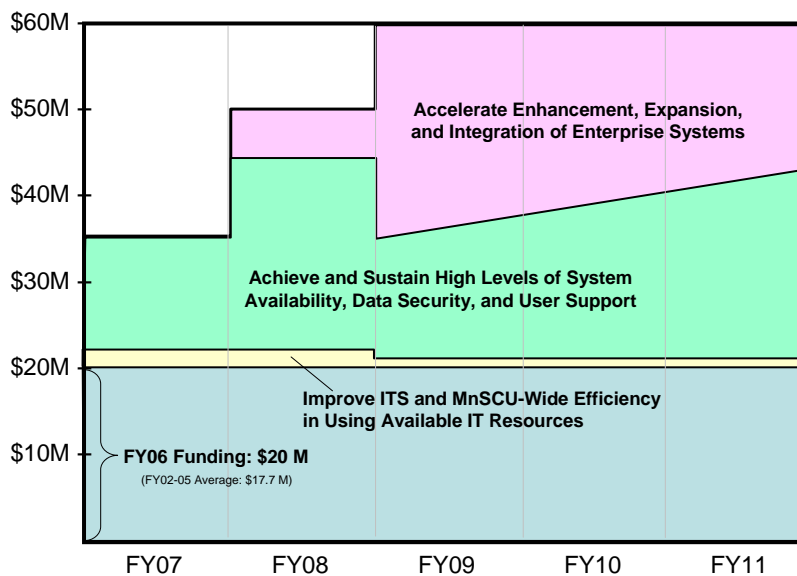 $60M
$50M
$40M
$30M
$20M
$10M
Accelerate Enhancement, Expansion,
and Integration of Enterprise Systems
Achieve and Sustain High Levels of System
Availability, Data Security, and User Support
Improve ITS and MnSCU-Wide Efficiency
in Using Available IT Resources
FY06 Funding: $20 M
(FY02-05 Average: $17.7 M)
FY07 FY08 FY09 FY10 FY11